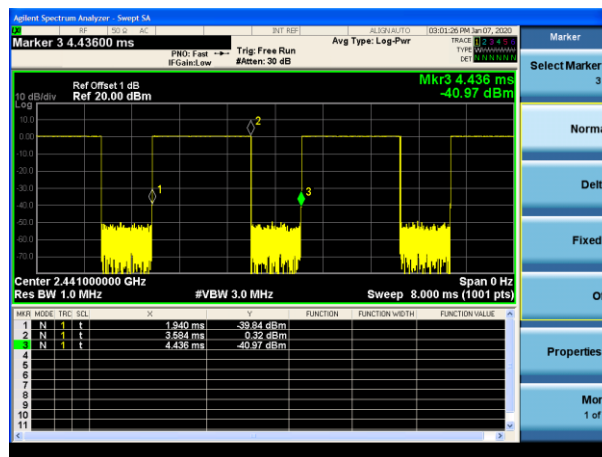 Agilent Spectrum Analyzer - Swept SA
RF 50 Ω AC INT REF ALIGNAUTO 03:01:26 PM Jan 07, 2020
Marker 3 4.43600 ms
PNO: Fast
IFGain:Low
Trig: Free Run
#Atten: 30 dB
Avg Type: Log-Pwr
TRACE 1 2 3 4 5 6
TYPE
DET N N N N N N
Marker
Select Marker
3
Norma
Delt
Fixed
O
Properties
Mor
1 of
Mkr3 4.436 ms
-40.97 dBm
Ref Offset 1 dB
10 dB/div Ref 20.00 dBm
Log
10.0
0.00
-10.0
-20.0
-30.0
-40.0
-50.0
-60.0
-70.0
1
2
3
Center 2.441000000 GHz Span 0 Hz
Res BW 1.0 MHz #VBW 3.0 MHz Sweep 8.000 ms (1001 pts)
MKR MODE TRC SCL X Y FUNCTION FUNCTION WIDTH FUNCTION VALUE
1 N 1 t 1.940 ms -39.84 dBm
2 N 1 t 3.584 ms 0.32 dBm
3 N 1 t 4.436 ms -40.97 dBm
4
5
6
7
8
9
10
11